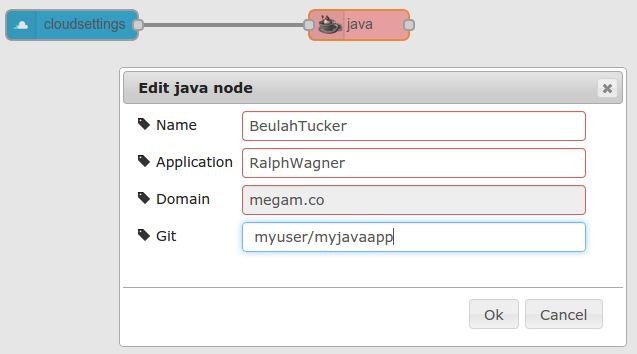 cloudsettings
java
Edit java node
Name
BeulahTucker
Application
RalphWagner
Domain
megam.co
Git
myuser/myjavaapp
Ok
Cancel